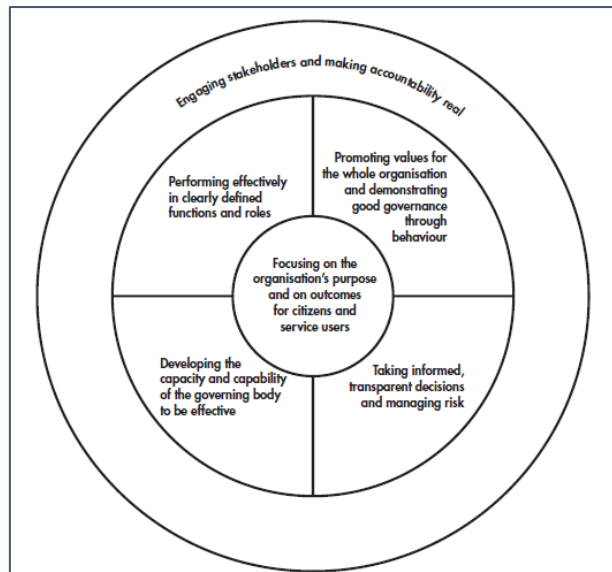 Engaging stakeholders and making accountability real
Performing effectively
in clearly defined
functions and roles
Promoting values for
the whole organisation
and demonstrating
good governance
through
behaviour
Focusing on the
organisation's purpose
and on outcomes
for citizens and
service users
Developing the
capacity and capability
of the governing body
to be effective
Taking informed,
transparent decisions
and managing risk